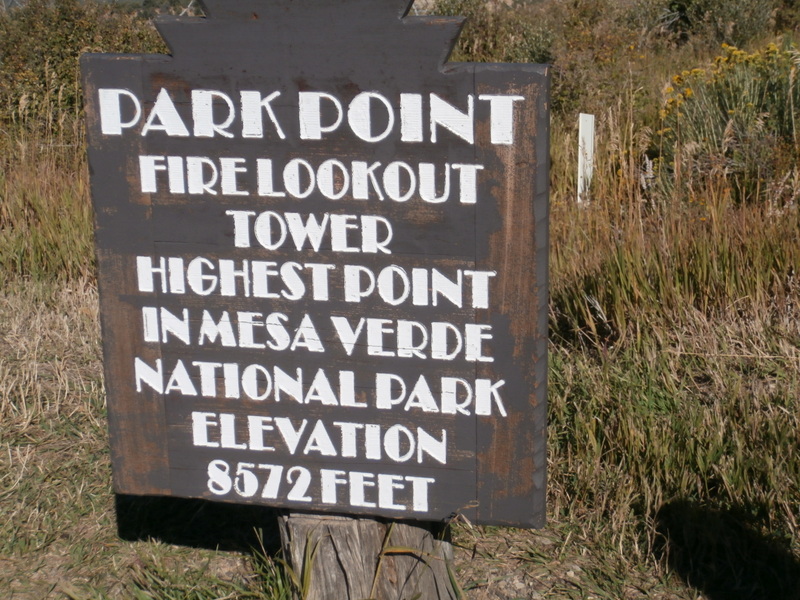 PARK POINT
FIRE LOOKOUT
TOWER
HIGHEST POINT
IN MESA VERDE
NATIONAL PARK
ELEVATION
8572 FEET